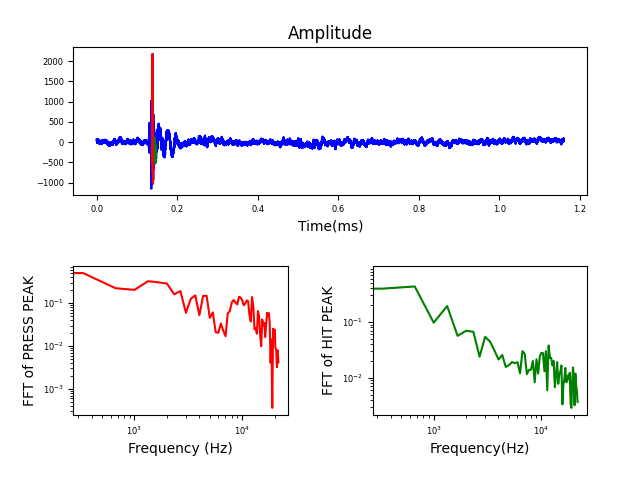 Amplitude
2000
1500
1000
500
0
−500
−1000
0.0 0.2 0.4 0.6 0.8 1.0 1.2
Time(ms)
FFT of PRESS PEAK
10⁻¹
10⁻²
10⁻³
10³ 10⁴
Frequency (Hz)
FFT of HIT PEAK
10⁻¹
10⁻²
10³ 10⁴
Frequency(Hz)